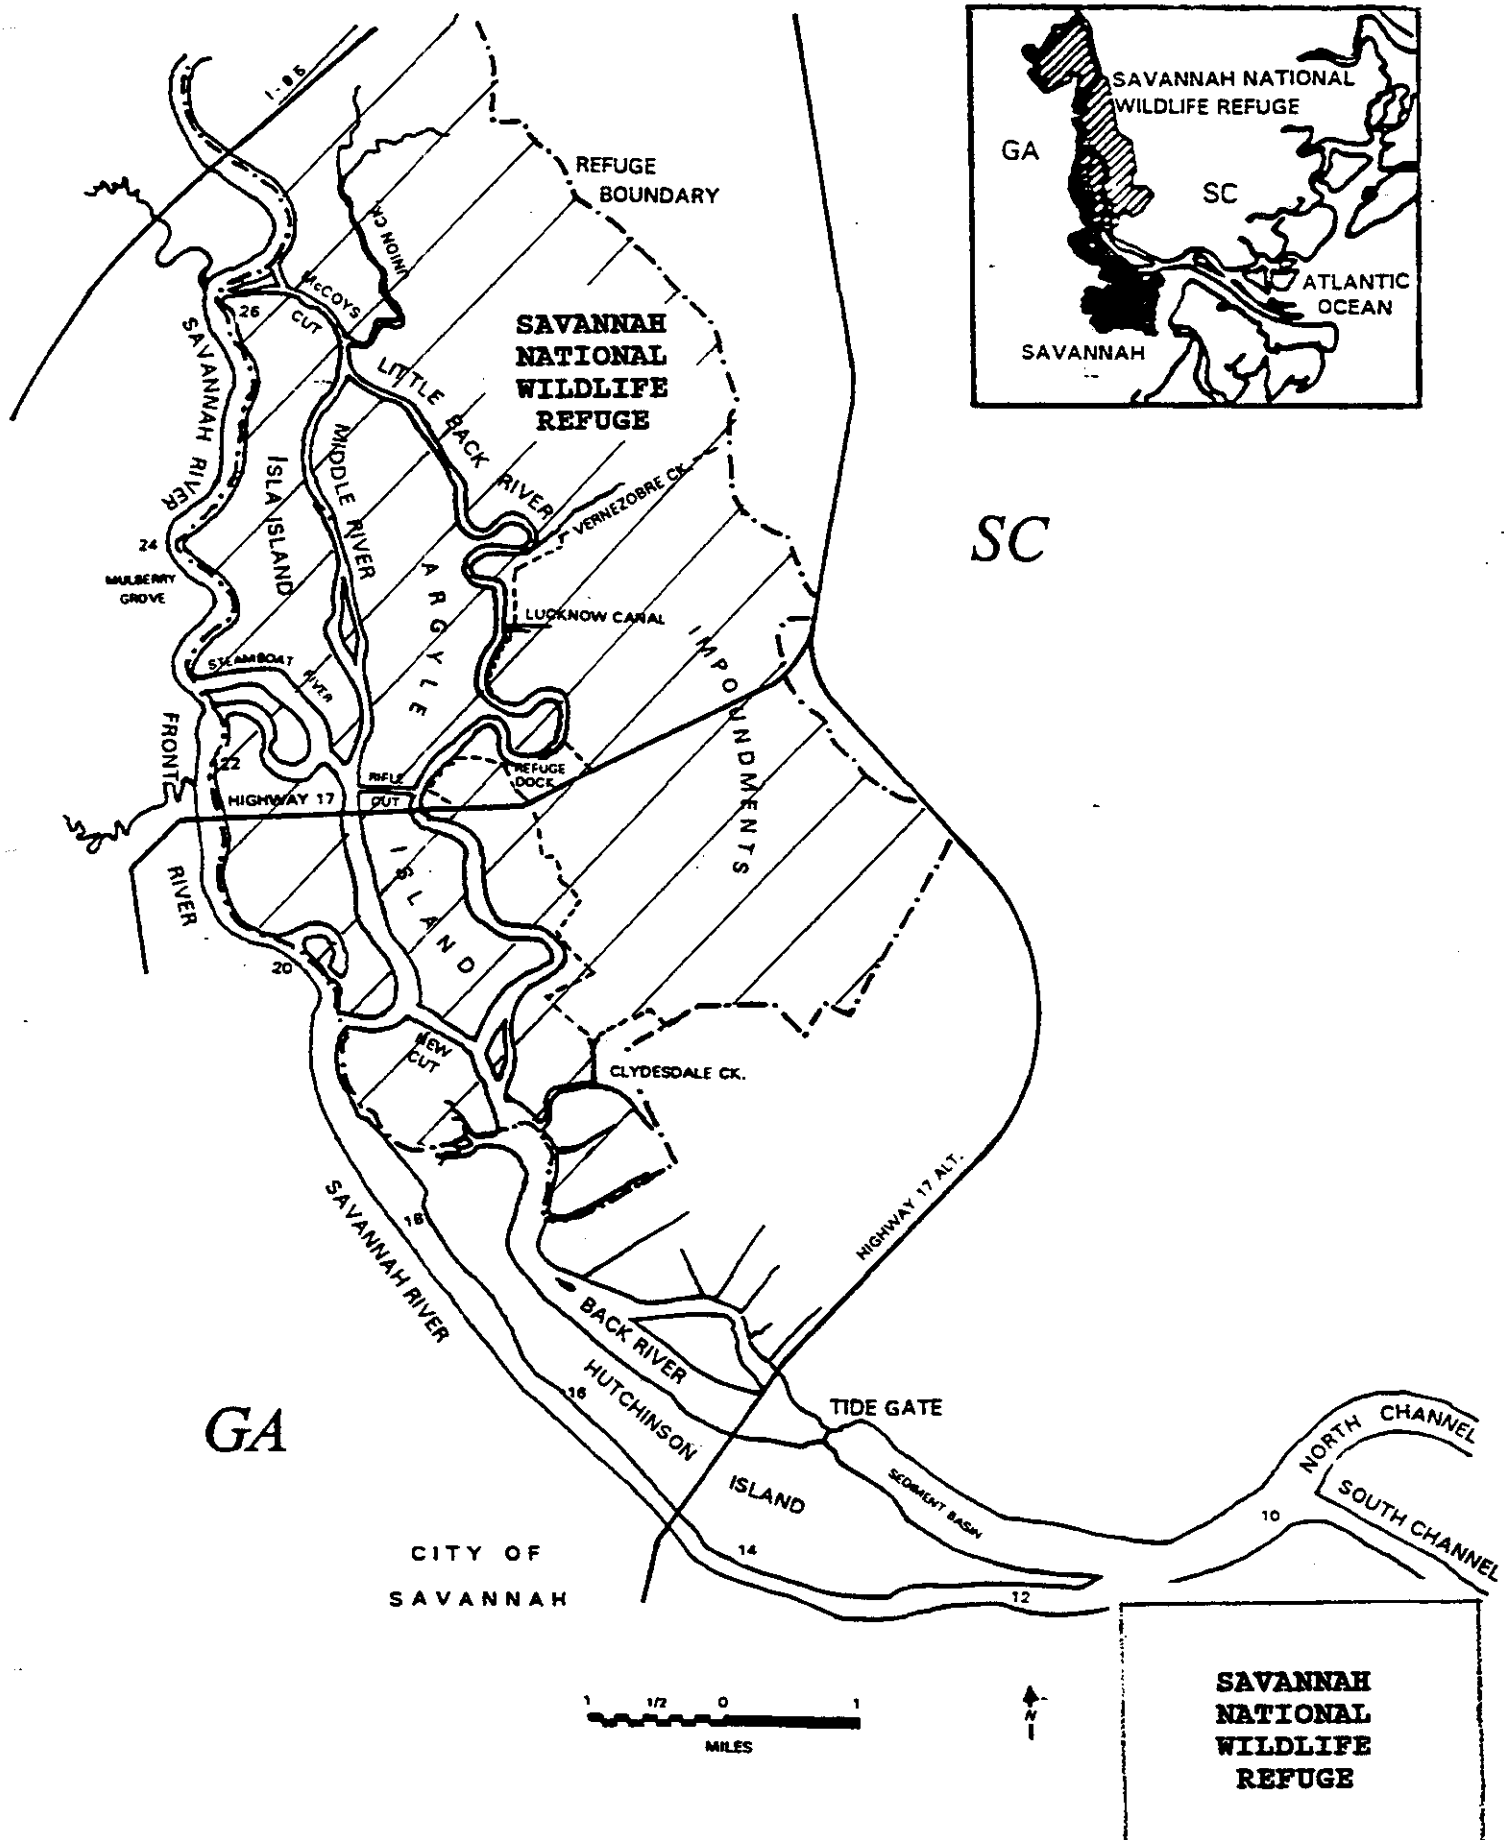 I-95
REFUGE
BOUNDARY
UNION CK
McCOYS
CUT
26
SAVANNAH RIVER
SAVANNAH
NATIONAL
WILDLIFE
REFUGE
LITTLE BACK RIVER
MIDDLE RIVER
ISLA ISLAND
VERNEZOBRE CK.
24
MULBERRY
GROVE
ARGYLE
LUCKNOW CANAL
IMPOUNDMENTS
STEAMBOAT
RIVER
FRONT
22
REFUGE
DOCK
RIFLE
CUT
HIGHWAY 17
ISLAND
RIVER
20
NEW
CUT
CLYDESDALE CK.
SAVANNAH RIVER
18
HIGHWAY 17 ALT.
BACK RIVER
HUTCHINSON
ISLAND
16
TIDE GATE
SEDIMENT BASIN
NORTH CHANNEL
SOUTH CHANNEL
10
14
12
GA
CITY OF
SAVANNAH
SC
SAVANNAH NATIONAL
WILDLIFE REFUGE
GA
SC
ATLANTIC
OCEAN
SAVANNAH
1 1/2 0 1
MILES
N
SAVANNAH
NATIONAL
WILDLIFE
REFUGE